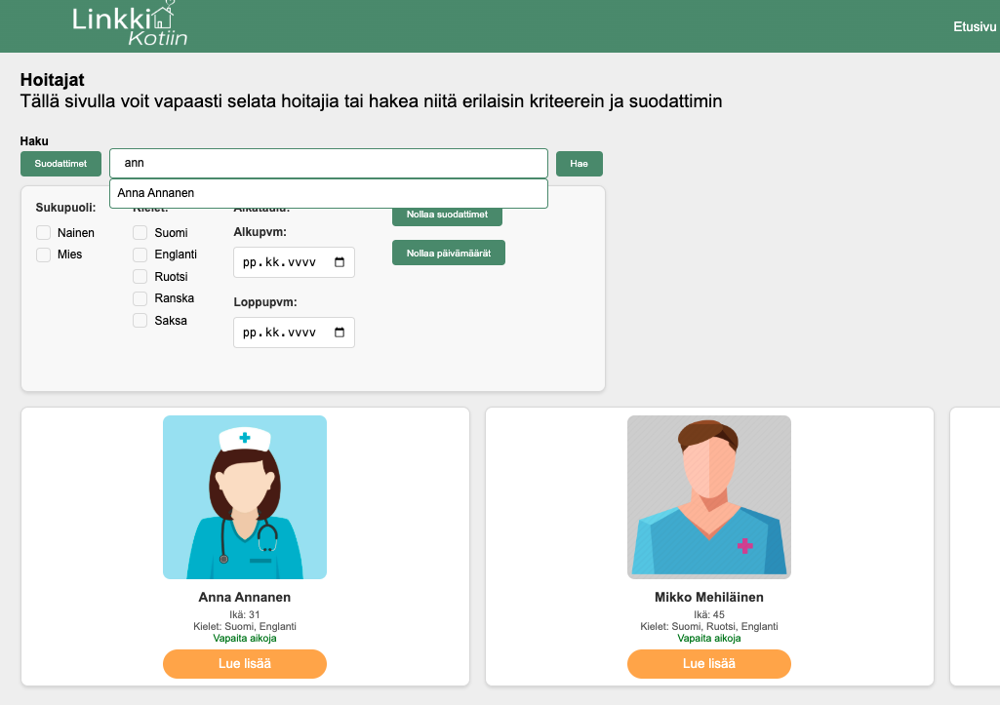 Linkki
Kotiin
Etusivu
Hoitajat
Tällä sivulla voit vapaasti selata hoitajia tai hakea niitä erilaisin kriteerein ja suodattimin
Haku
Suodattimet
ann
Hae
Anna Annanen
Sukupuoli:
Nainen
Mies
Kielet:
Suomi
Englanti
Ruotsi
Ranska
Saksa
Aikataulu:
Alkupvm:
pp.kk.vvvv
Loppupvm:
pp.kk.vvvv
Nollaa suodattimet
Nollaa päivämäärät
Anna Annanen
Ikä: 31
Kielet: Suomi, Englanti
Vapaita aikoja
Lue lisää
Mikko Mehiläinen
Ikä: 45
Kielet: Suomi, Ruotsi, Englanti
Vapaita aikoja
Lue lisää